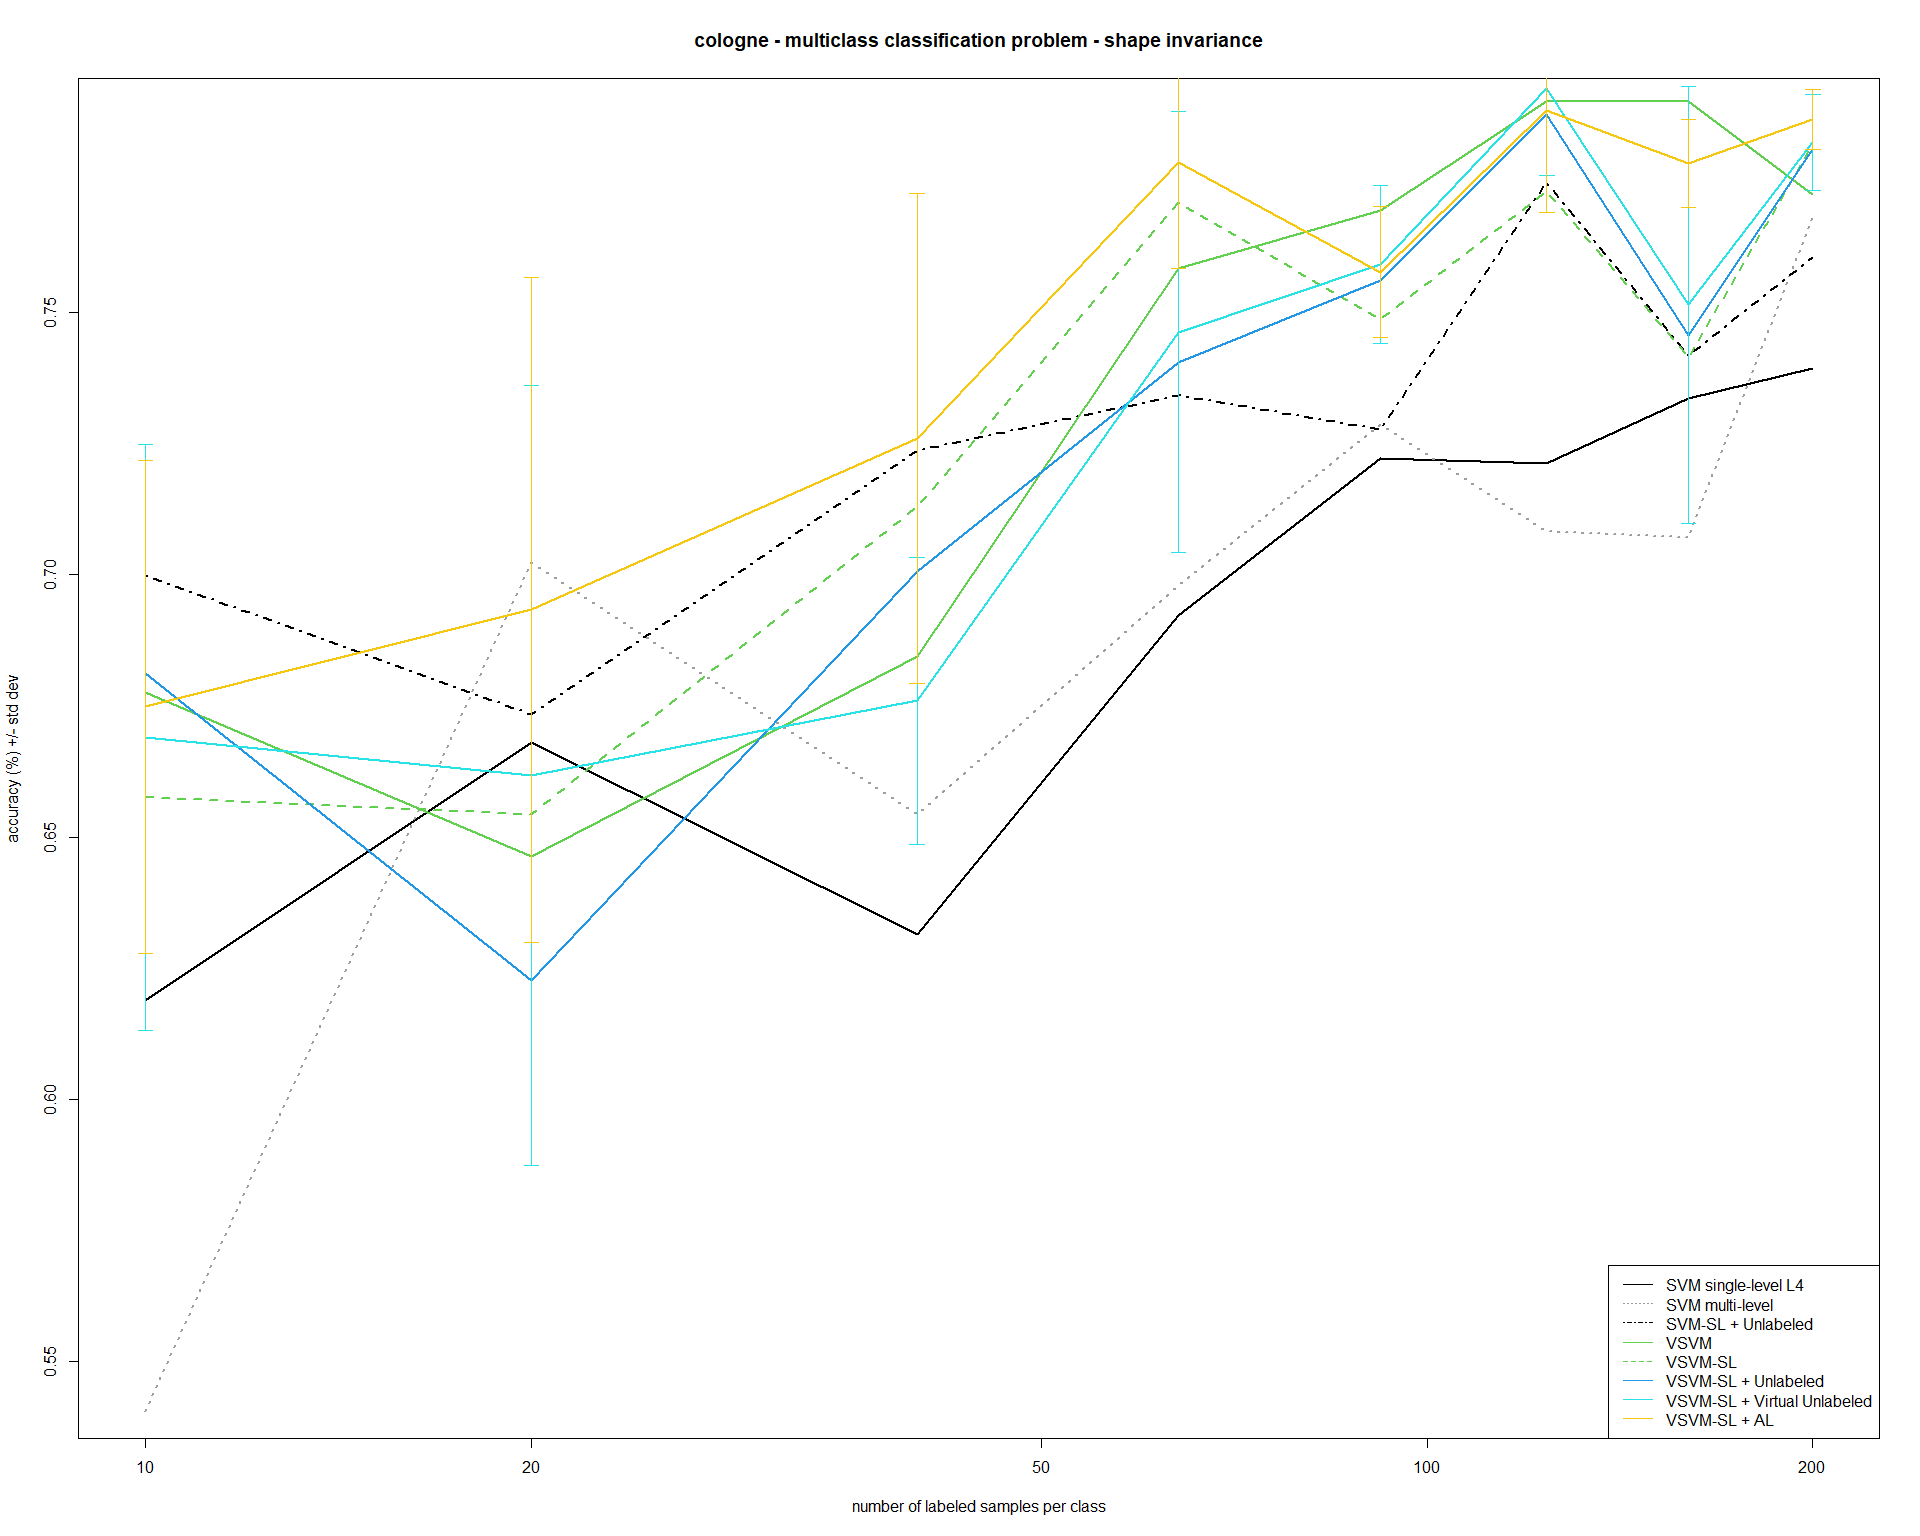 cologne - multiclass classification problem - shape invariance
accuracy (%) +/- std dev
0.75
0.70
0.65
0.60
0.55
SVM single-level L4
SVM multi-level
SVM-SL + Unlabeled
VSVM
VSVM-SL
VSVM-SL + Unlabeled
VSVM-SL + Virtual Unlabeled
VSVM-SL + AL
10 20 50 100 200
number of labeled samples per class